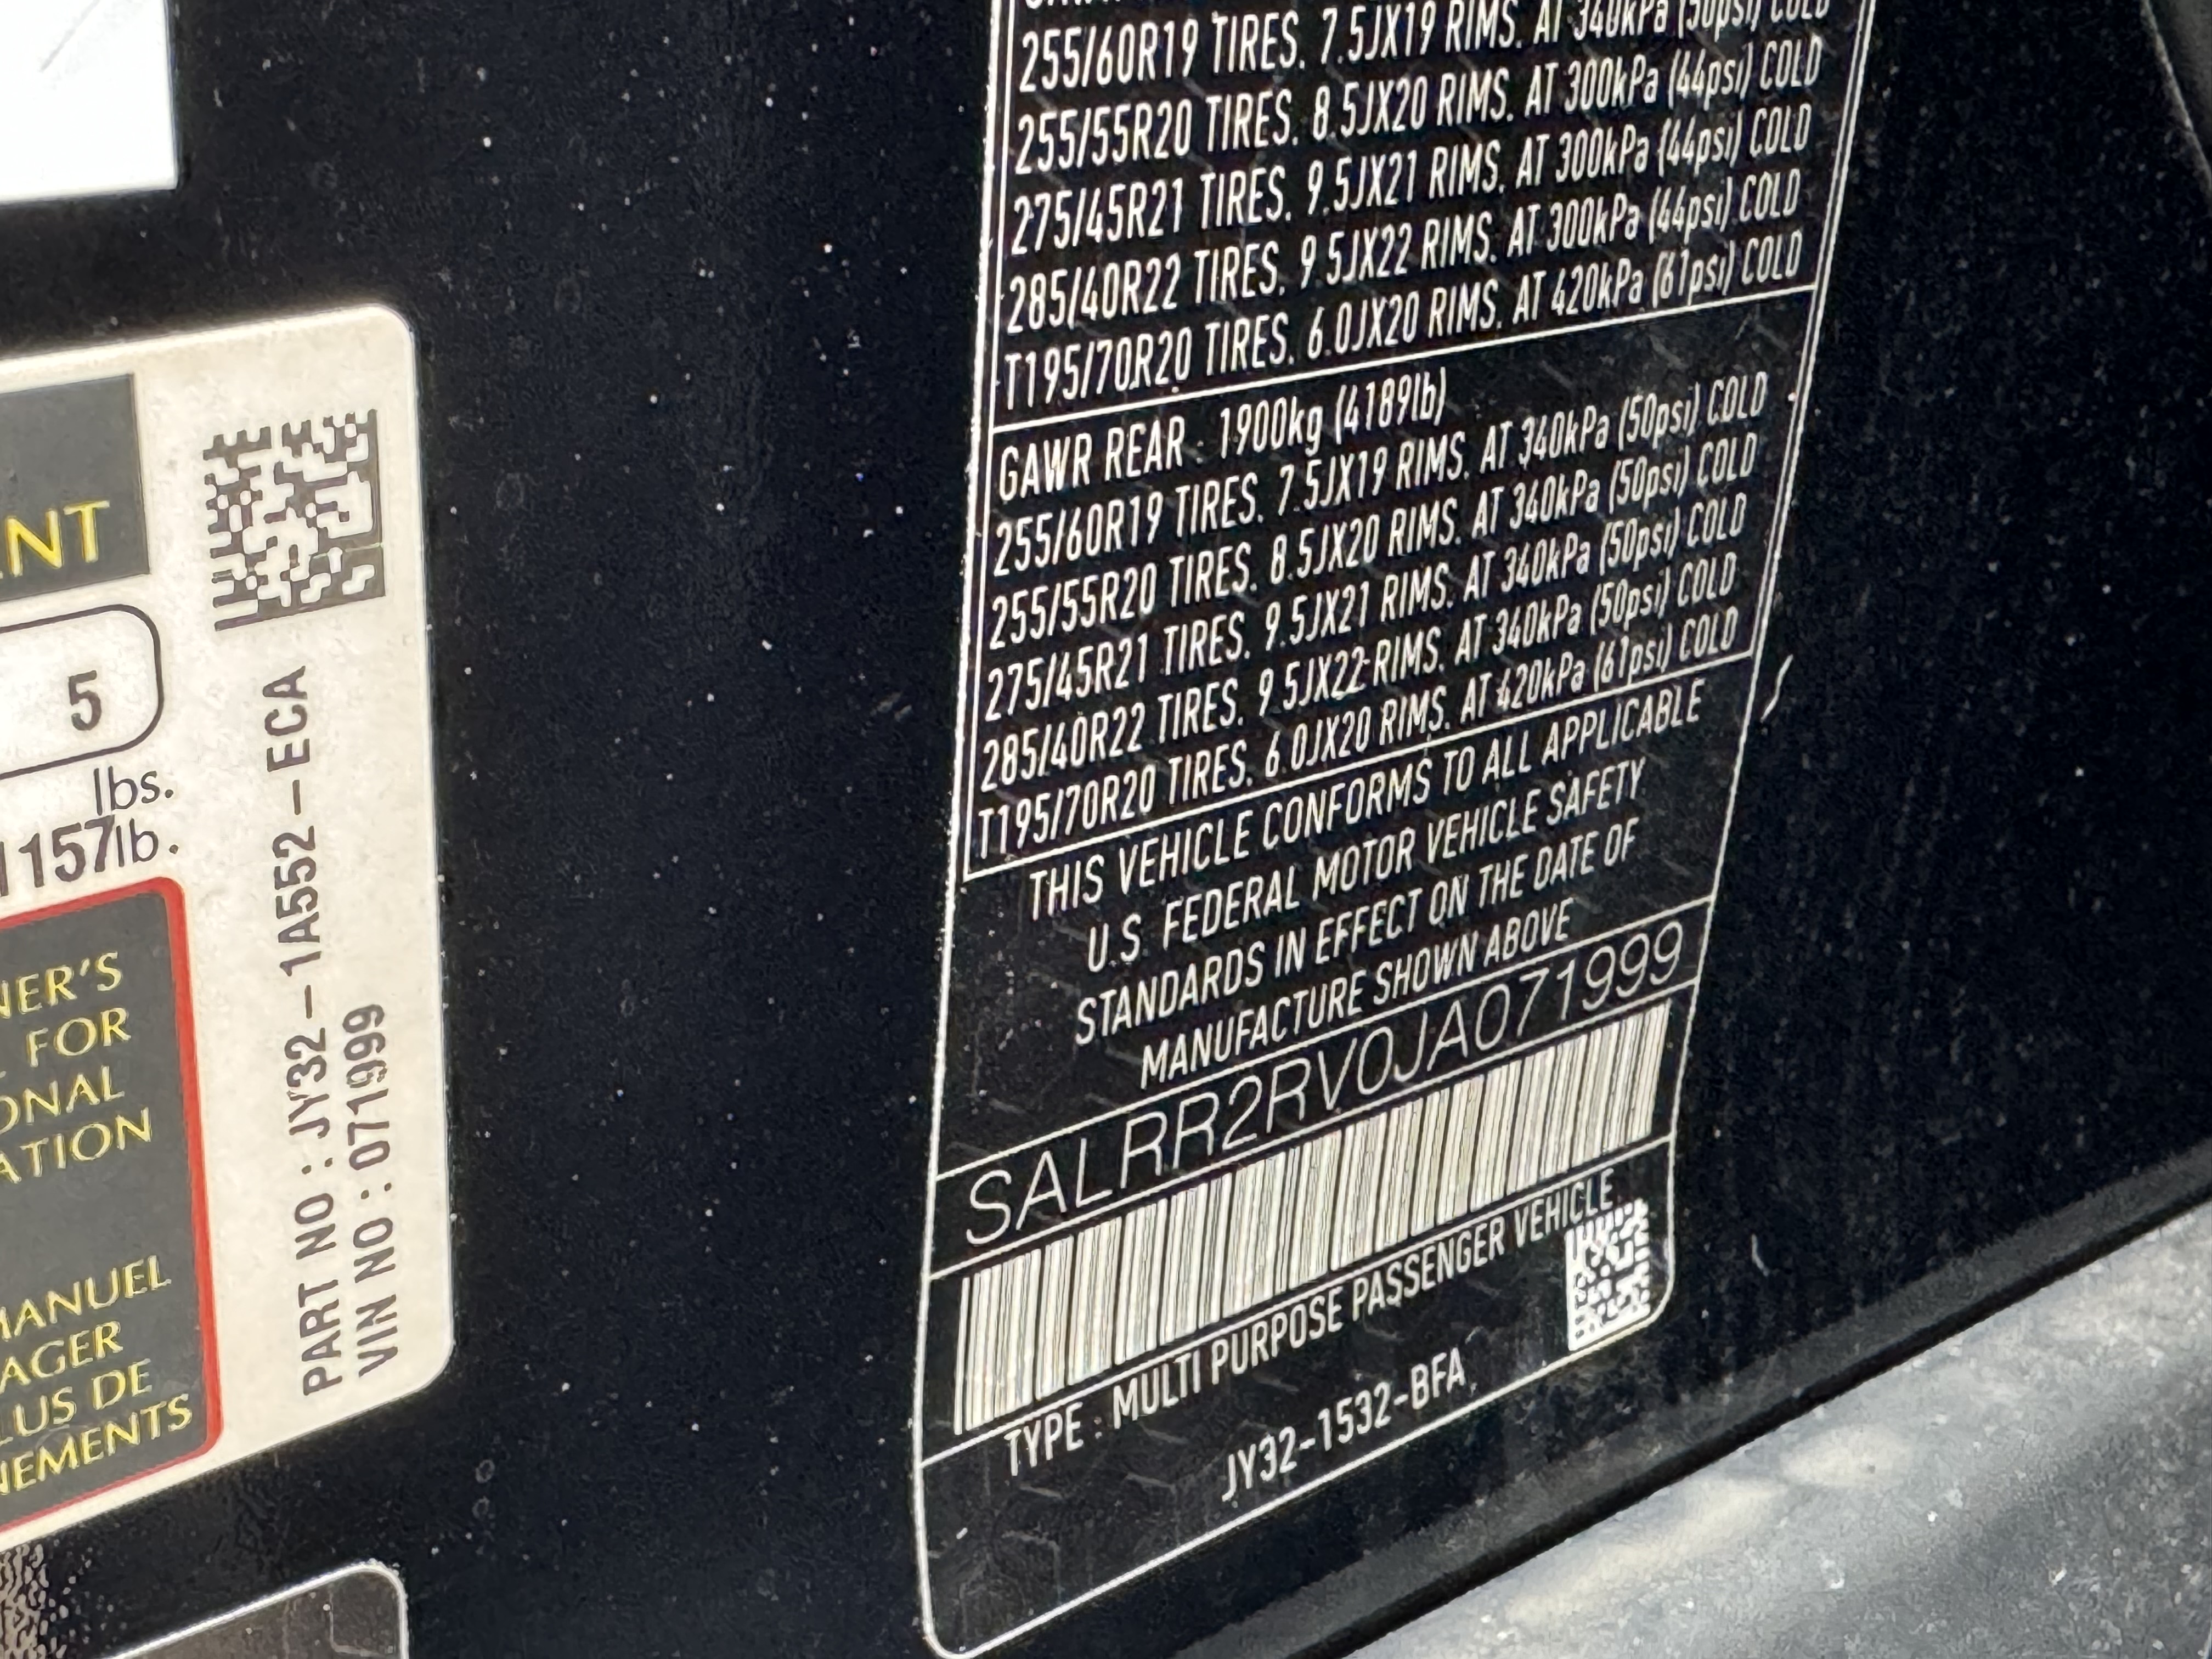 ENT
5
lbs.
1157lb.
NER'S
FOR
ONAL
ATION
MANUEL
AGER
LUS DE
NEMENTS
PART NO : JY32-1A552-ECA
VIN NO : 071999
255/60R19 TIRES. 7.5JX19 RIMS. AT 340kPa (50psi) COLD
255/55R20 TIRES. 8.5JX20 RIMS. AT 300kPa (44psi) COLD
275/45R21 TIRES. 9.5JX21 RIMS. AT 300kPa (44psi) COLD
285/40R22 TIRES. 9.5JX22 RIMS. AT 300kPa (44psi) COLD
T195/70R20 TIRES. 6.0JX20 RIMS. AT 420kPa (61psi) COLD
GAWR REAR : 1900kg (4189lb)
255/60R19 TIRES. 7.5JX19 RIMS. AT 340kPa (50psi) COLD
255/55R20 TIRES. 8.5JX20 RIMS. AT 340kPa (50psi) COLD
275/45R21 TIRES. 9.5JX21 RIMS. AT 340kPa (50psi) COLD
285/40R22 TIRES. 9.5JX22 RIMS. AT 340kPa (50psi) COLD
T195/70R20 TIRES. 6.0JX20 RIMS. AT 420kPa (61psi) COLD
THIS VEHICLE CONFORMS TO ALL APPLICABLE
U.S. FEDERAL MOTOR VEHICLE SAFETY
STANDARDS IN EFFECT ON THE DATE OF
MANUFACTURE SHOWN ABOVE
SALRR2RV0JA071999
TYPE : MULTI PURPOSE PASSENGER VEHICLE
JY32-1532-BFA